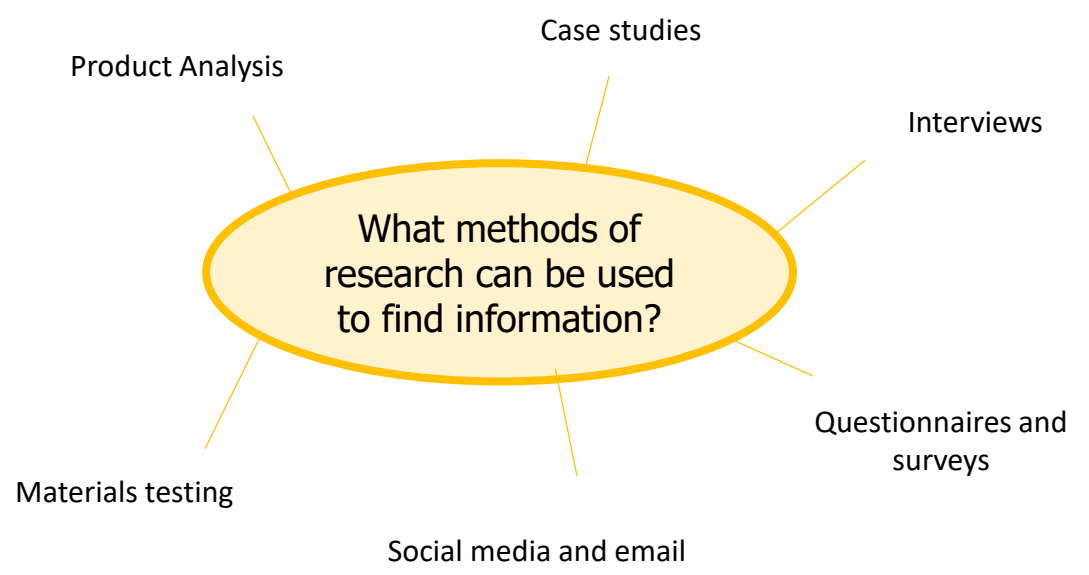 Case studies
Product Analysis
Interviews
What methods of
research can be used
to find information?
Questionnaires and
surveys
Materials testing
Social media and email